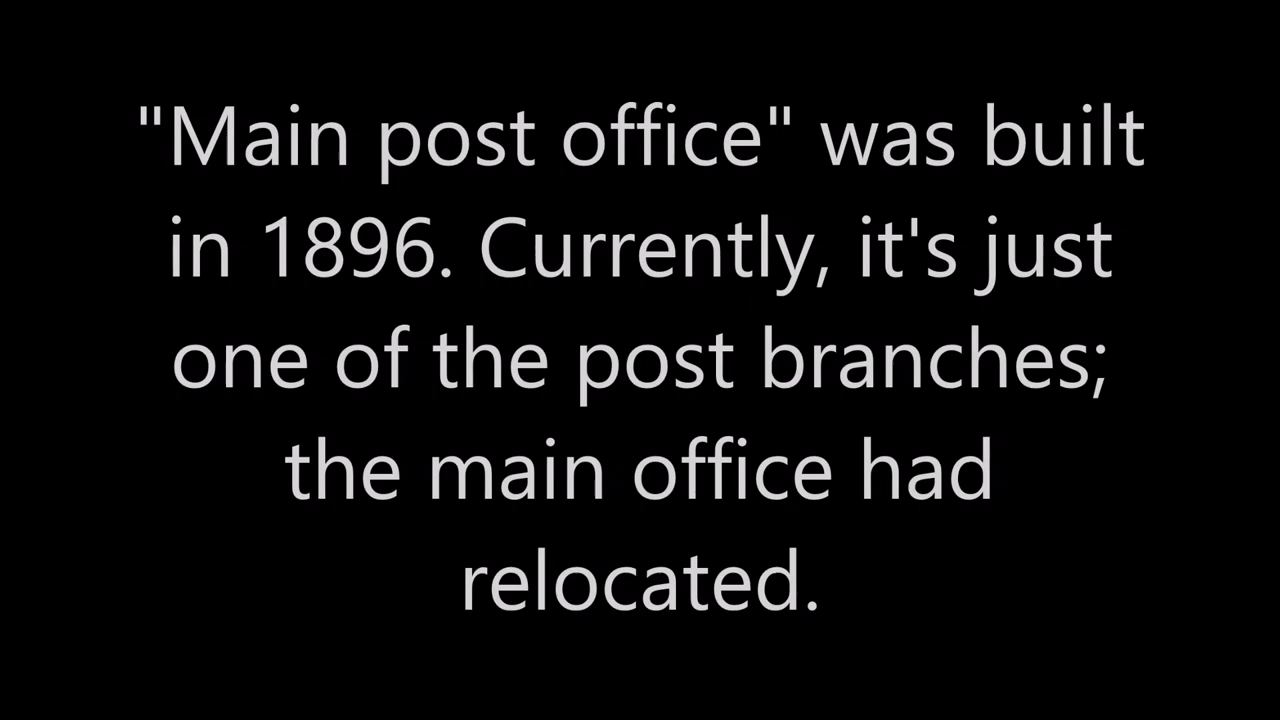 "Main post office" was built
in 1896. Currently, it's just
one of the post branches;
the main office had
relocated.